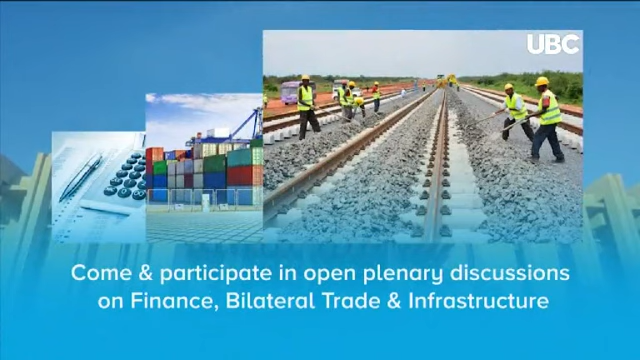 UBC
Come & participate in open plenary discussions
on Finance, Bilateral Trade & Infrastructure